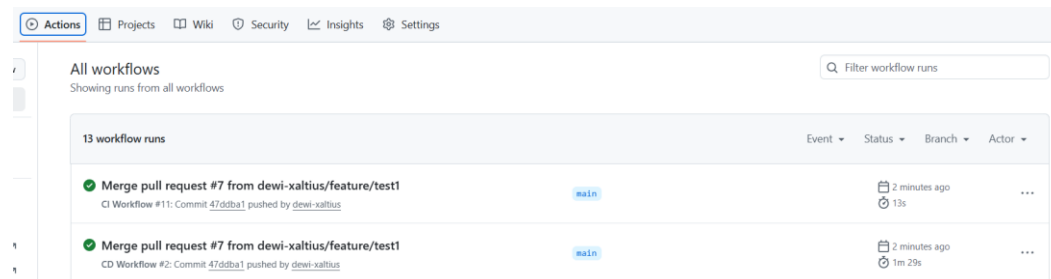 Actions Projects Wiki Security Insights Settings
All workflows
Filter workflow runs
Showing runs from all workflows
13 workflow runs Event Status Branch Actor
Merge pull request #7 from dewi-xaltius/feature/test1
main
2 minutes ago
CI Workflow #11: Commit 47ddba1 pushed by dewi-xaltius
13s
Merge pull request #7 from dewi-xaltius/feature/test1
main
2 minutes ago
CD Workflow #2: Commit 47ddba1 pushed by dewi-xaltius
1m 29s